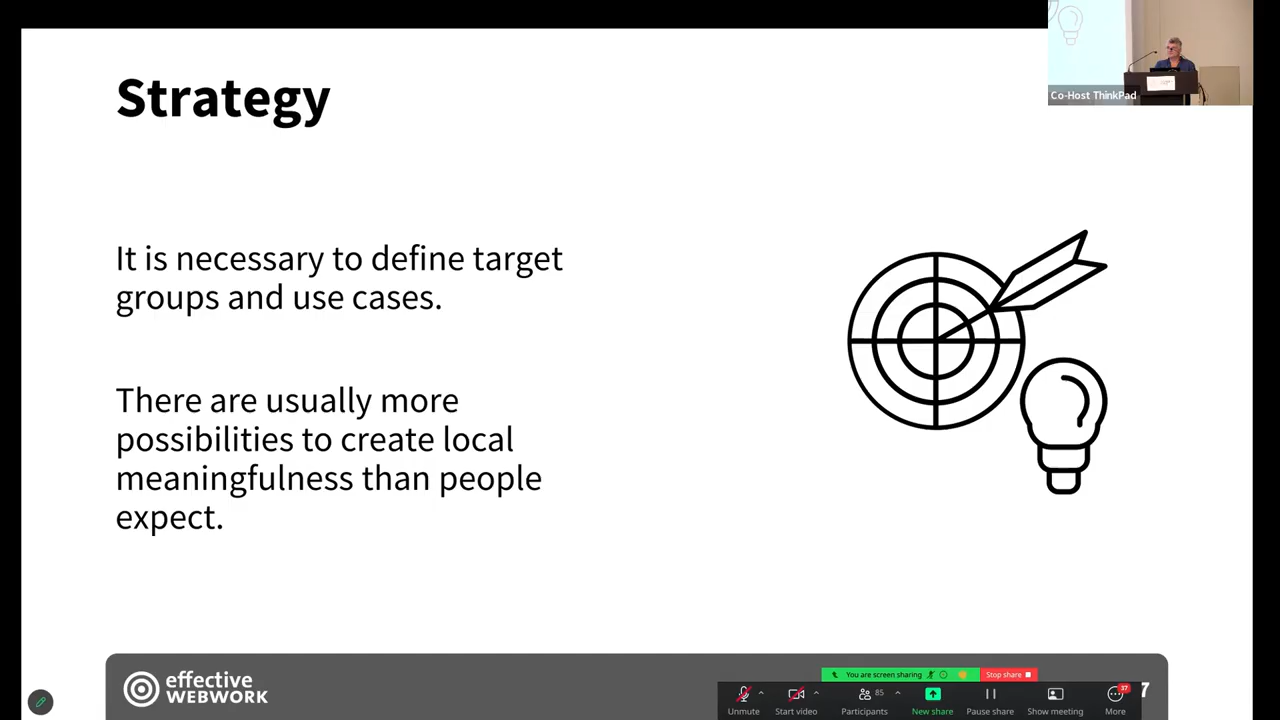 Strategy
Co-Host ThinkPad
It is necessary to define target
groups and use cases.
There are usually more
possibilities to create local
meaningfulness than people
expect.
effective
WEBWORK
You are screen sharing
Stop share
Unmute
Start video
85
Participants
New share
Pause share
Show meeting
37
More
7